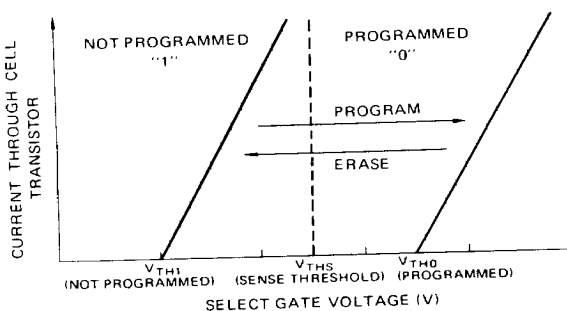 NOT PROGRAMMED
"1"
PROGRAMMED
"0"
PROGRAM
ERASE
CURRENT THROUGH CELL
TRANSISTOR
VTH1
(NOT PROGRAMMED)
VTHS
(SENSE THRESHOLD)
VTH0
(PROGRAMMED)
SELECT GATE VOLTAGE (V)